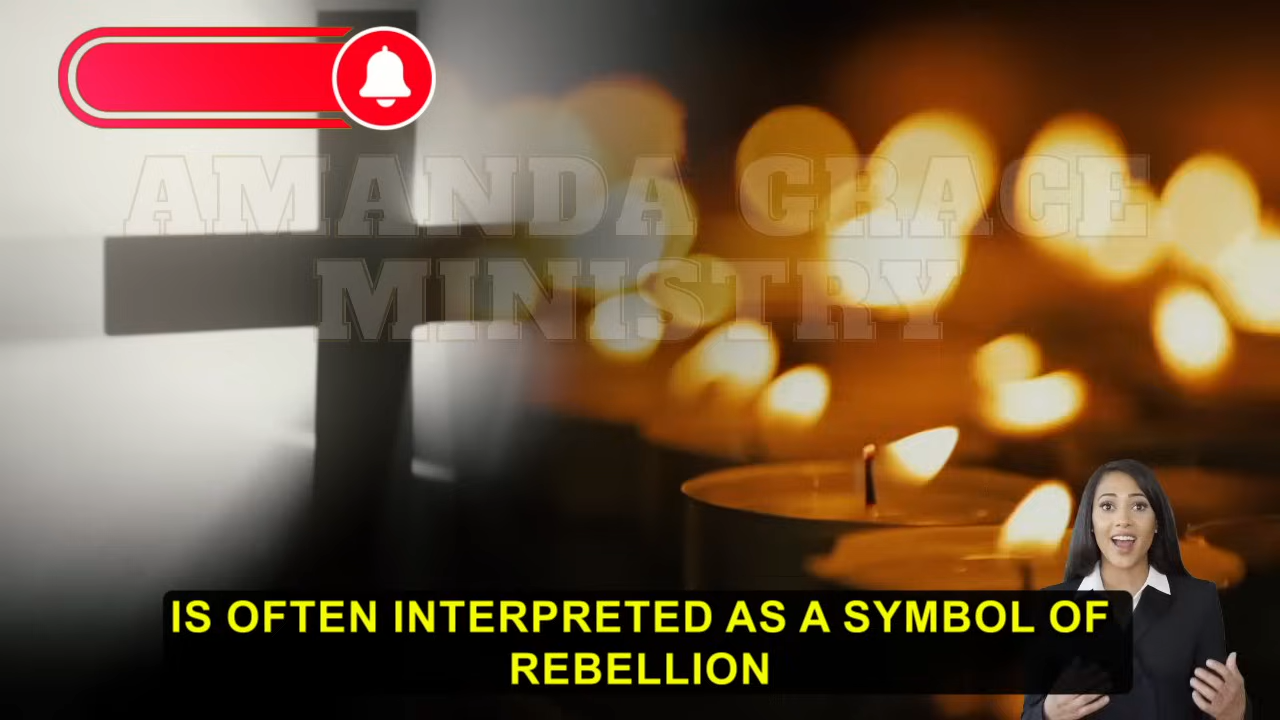 AMANDA GRACE
MINISTRY
IS OFTEN INTERPRETED AS A SYMBOL OF
REBELLION